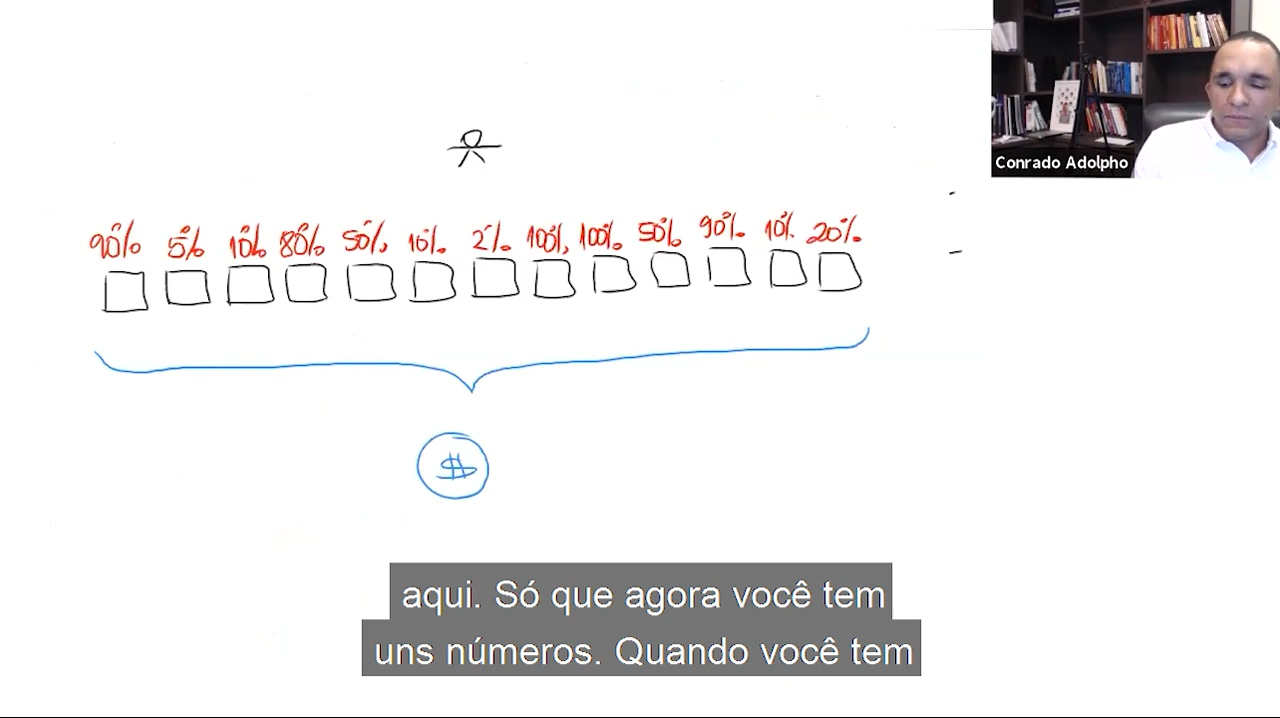 Conrado Adolpho
90% 5% 10% 80% 50% 10% 2% 100% 100% 50% 90% 10% 20%
$
aqui. Só que agora você tem
uns números. Quando você tem